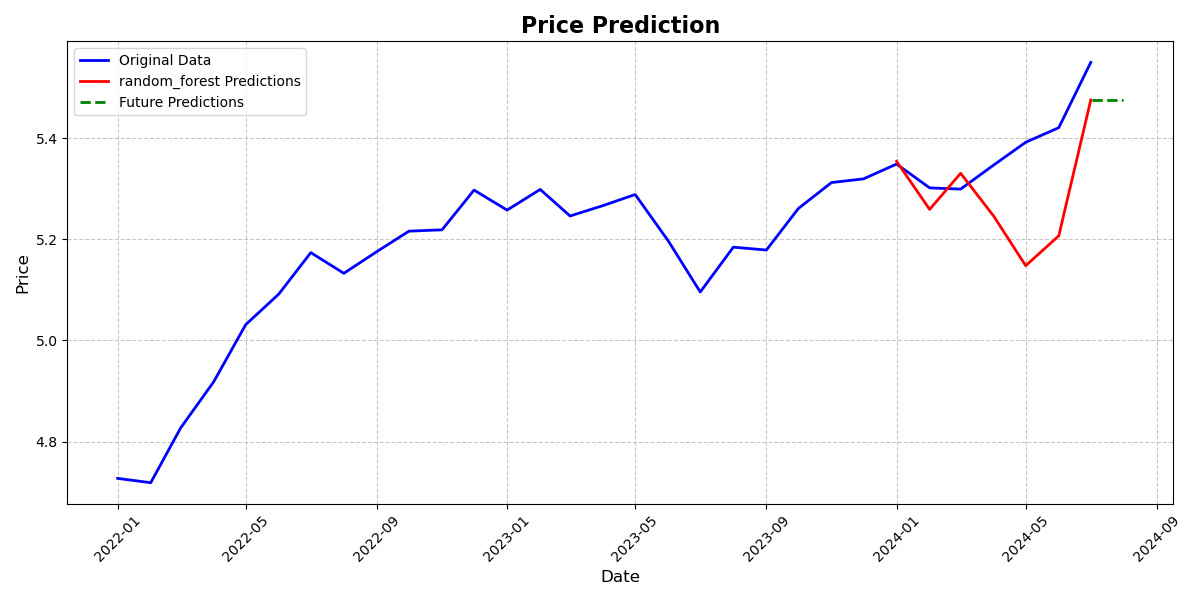 Price Prediction
Original Data
random_forest Predictions
Future Predictions
Price
5.4
5.2
5.0
4.8
2022-01
2022-05
2022-09
2023-01
2023-05
2023-09
2024-01
2024-05
2024-09
Date